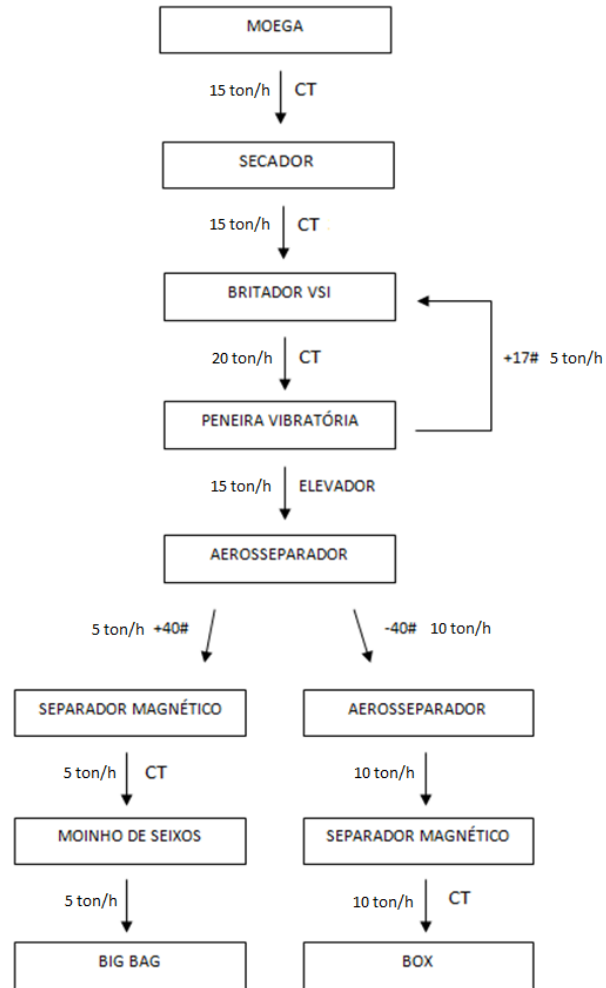 MOEGA
15 ton/h CT
SECADOR
15 ton/h CT
BRITADOR VSI
20 ton/h CT
+17# 5 ton/h
PENEIRA VIBRATÓRIA
15 ton/h ELEVADOR
AEROSSEPARADOR
5 ton/h +40#
-40# 10 ton/h
SEPARADOR MAGNÉTICO
AEROSSEPARADOR
5 ton/h CT
10 ton/h
MOINHO DE SEIXOS
SEPARADOR MAGNÉTICO
5 ton/h
10 ton/h CT
BIG BAG
BOX